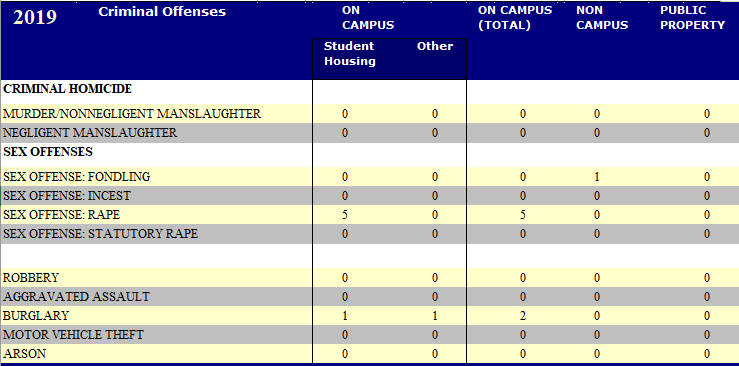 2019 Criminal Offenses ON CAMPUS ON CAMPUS (TOTAL) NON CAMPUS PUBLIC PROPERTY
Student Housing Other
CRIMINAL HOMICIDE
MURDER/NONNEGLIGENT MANSLAUGHTER 0 0 0 0 0
NEGLIGENT MANSLAUGHTER 0 0 0 0 0
SEX OFFENSES
SEX OFFENSE: FONDLING 0 0 0 1 0
SEX OFFENSE: INCEST 0 0 0 0 0
SEX OFFENSE: RAPE 5 0 5 0 0
SEX OFFENSE: STATUTORY RAPE 0 0 0 0 0
ROBBERY 0 0 0 0 0
AGGRAVATED ASSAULT 0 0 0 0 0
BURGLARY 1 1 2 0 0
MOTOR VEHICLE THEFT 0 0 0 0 0
ARSON 0 0 0 0 0